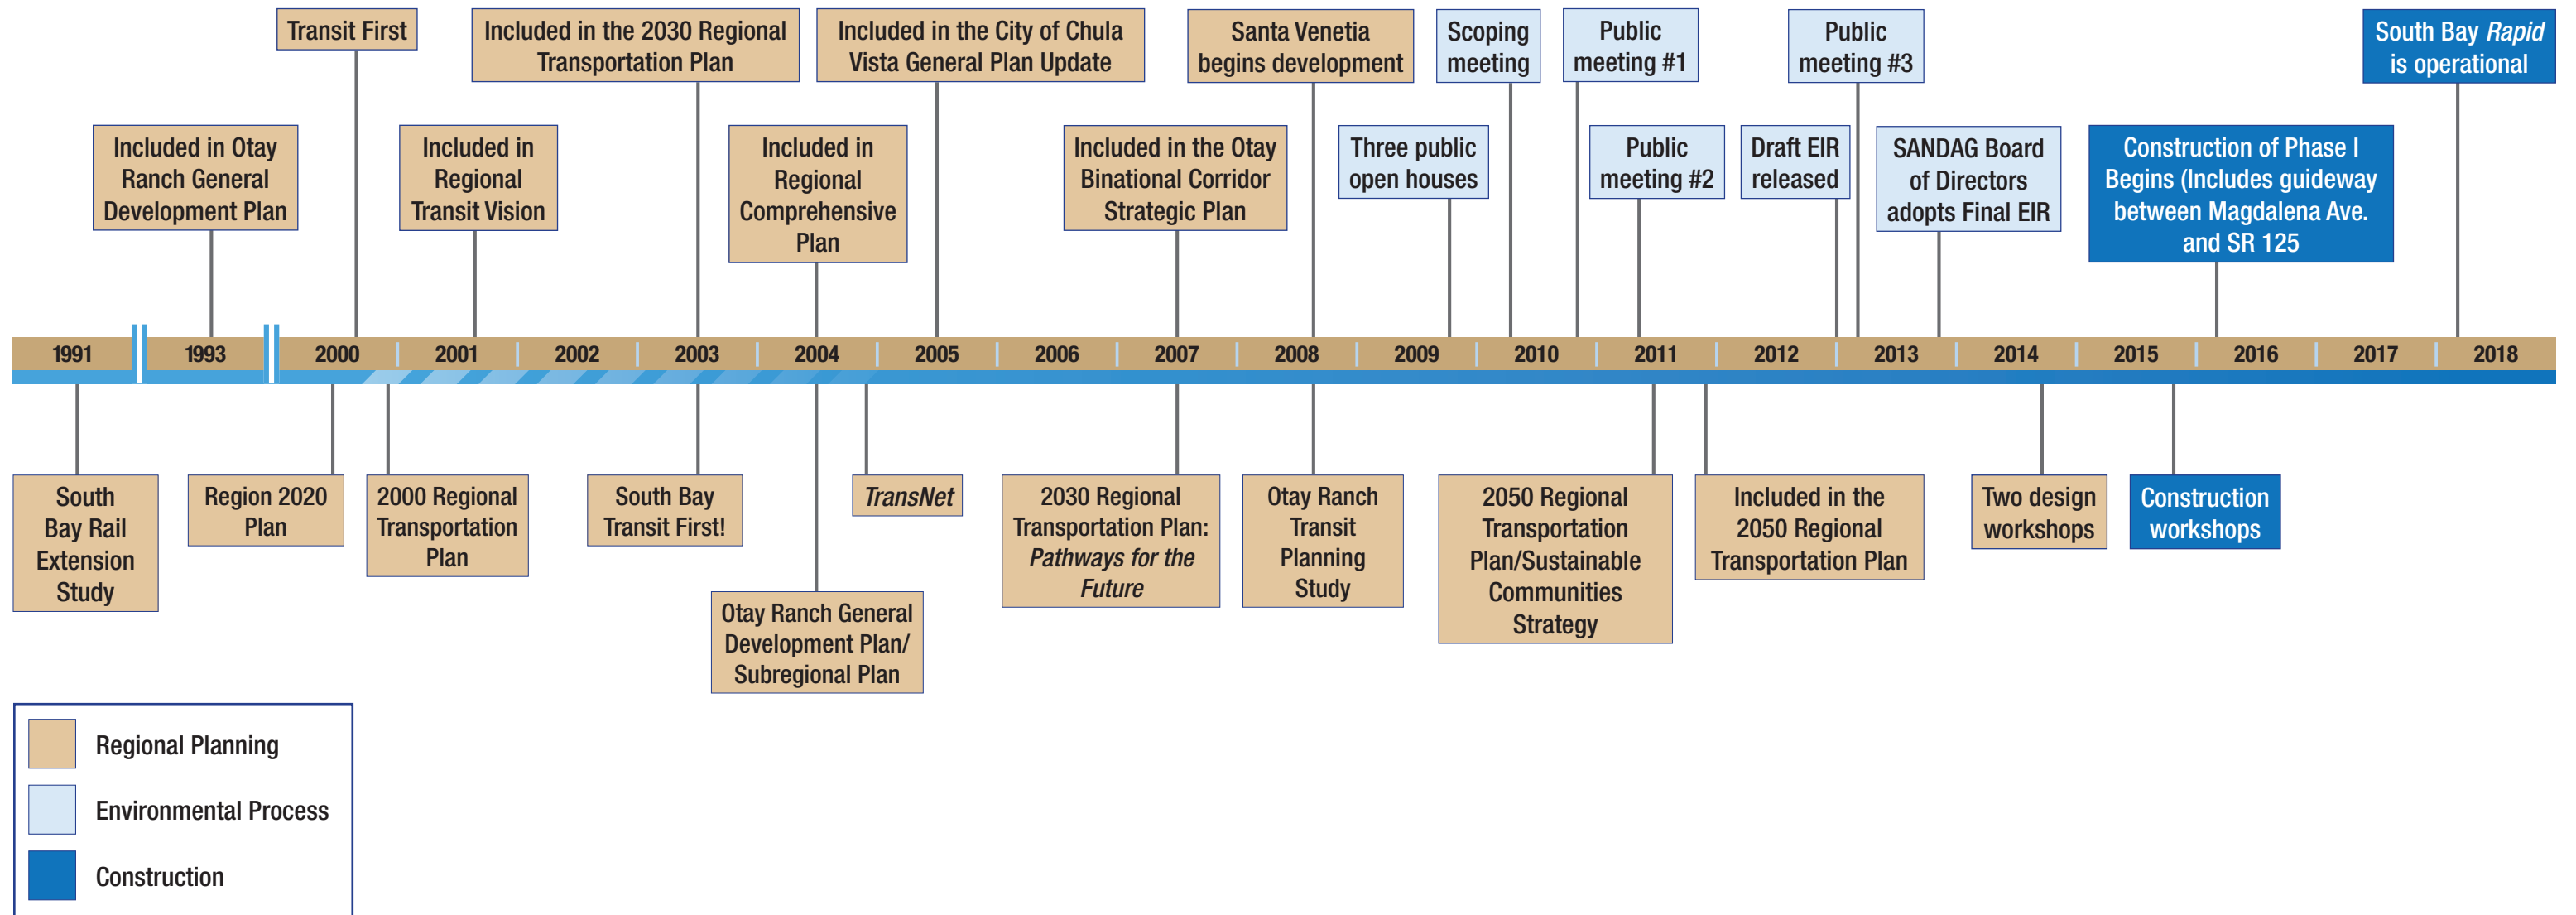 Transit First
Included in the 2030 Regional
Transportation Plan
Included in the City of Chula
Vista General Plan Update
Santa Venetia
begins development
Scoping
meeting
Public
meeting #1
Public
meeting #3
South Bay Rapid
is operational
Included in Otay
Ranch General
Development Plan
Included in
Regional
Transit Vision
Included in
Regional
Comprehensive
Plan
Included in the Otay
Binational Corridor
Strategic Plan
Three public
open houses
Public
meeting #2
Draft EIR
released
SANDAG Board
of Directors
adopts Final EIR
Construction of Phase I
Begins (Includes guideway
between Magdalena Ave.
and SR 125
1991 1993 2000 2001 2002 2003 2004 2005 2006 2007 2008 2009 2010 2011 2012 2013 2014 2015 2016 2017 2018
South
Bay Rail
Extension
Study
Region 2020
Plan
2000 Regional
Transportation
Plan
South Bay
Transit First!
Otay Ranch General
Development Plan/
Subregional Plan
TransNet
2030 Regional
Transportation Plan:
Pathways for the
Future
Otay Ranch
Transit
Planning
Study
2050 Regional
Transportation
Plan/Sustainable
Communities
Strategy
Included in the
2050 Regional
Transportation Plan
Two design
workshops
Construction
workshops
Regional Planning
Environmental Process
Construction